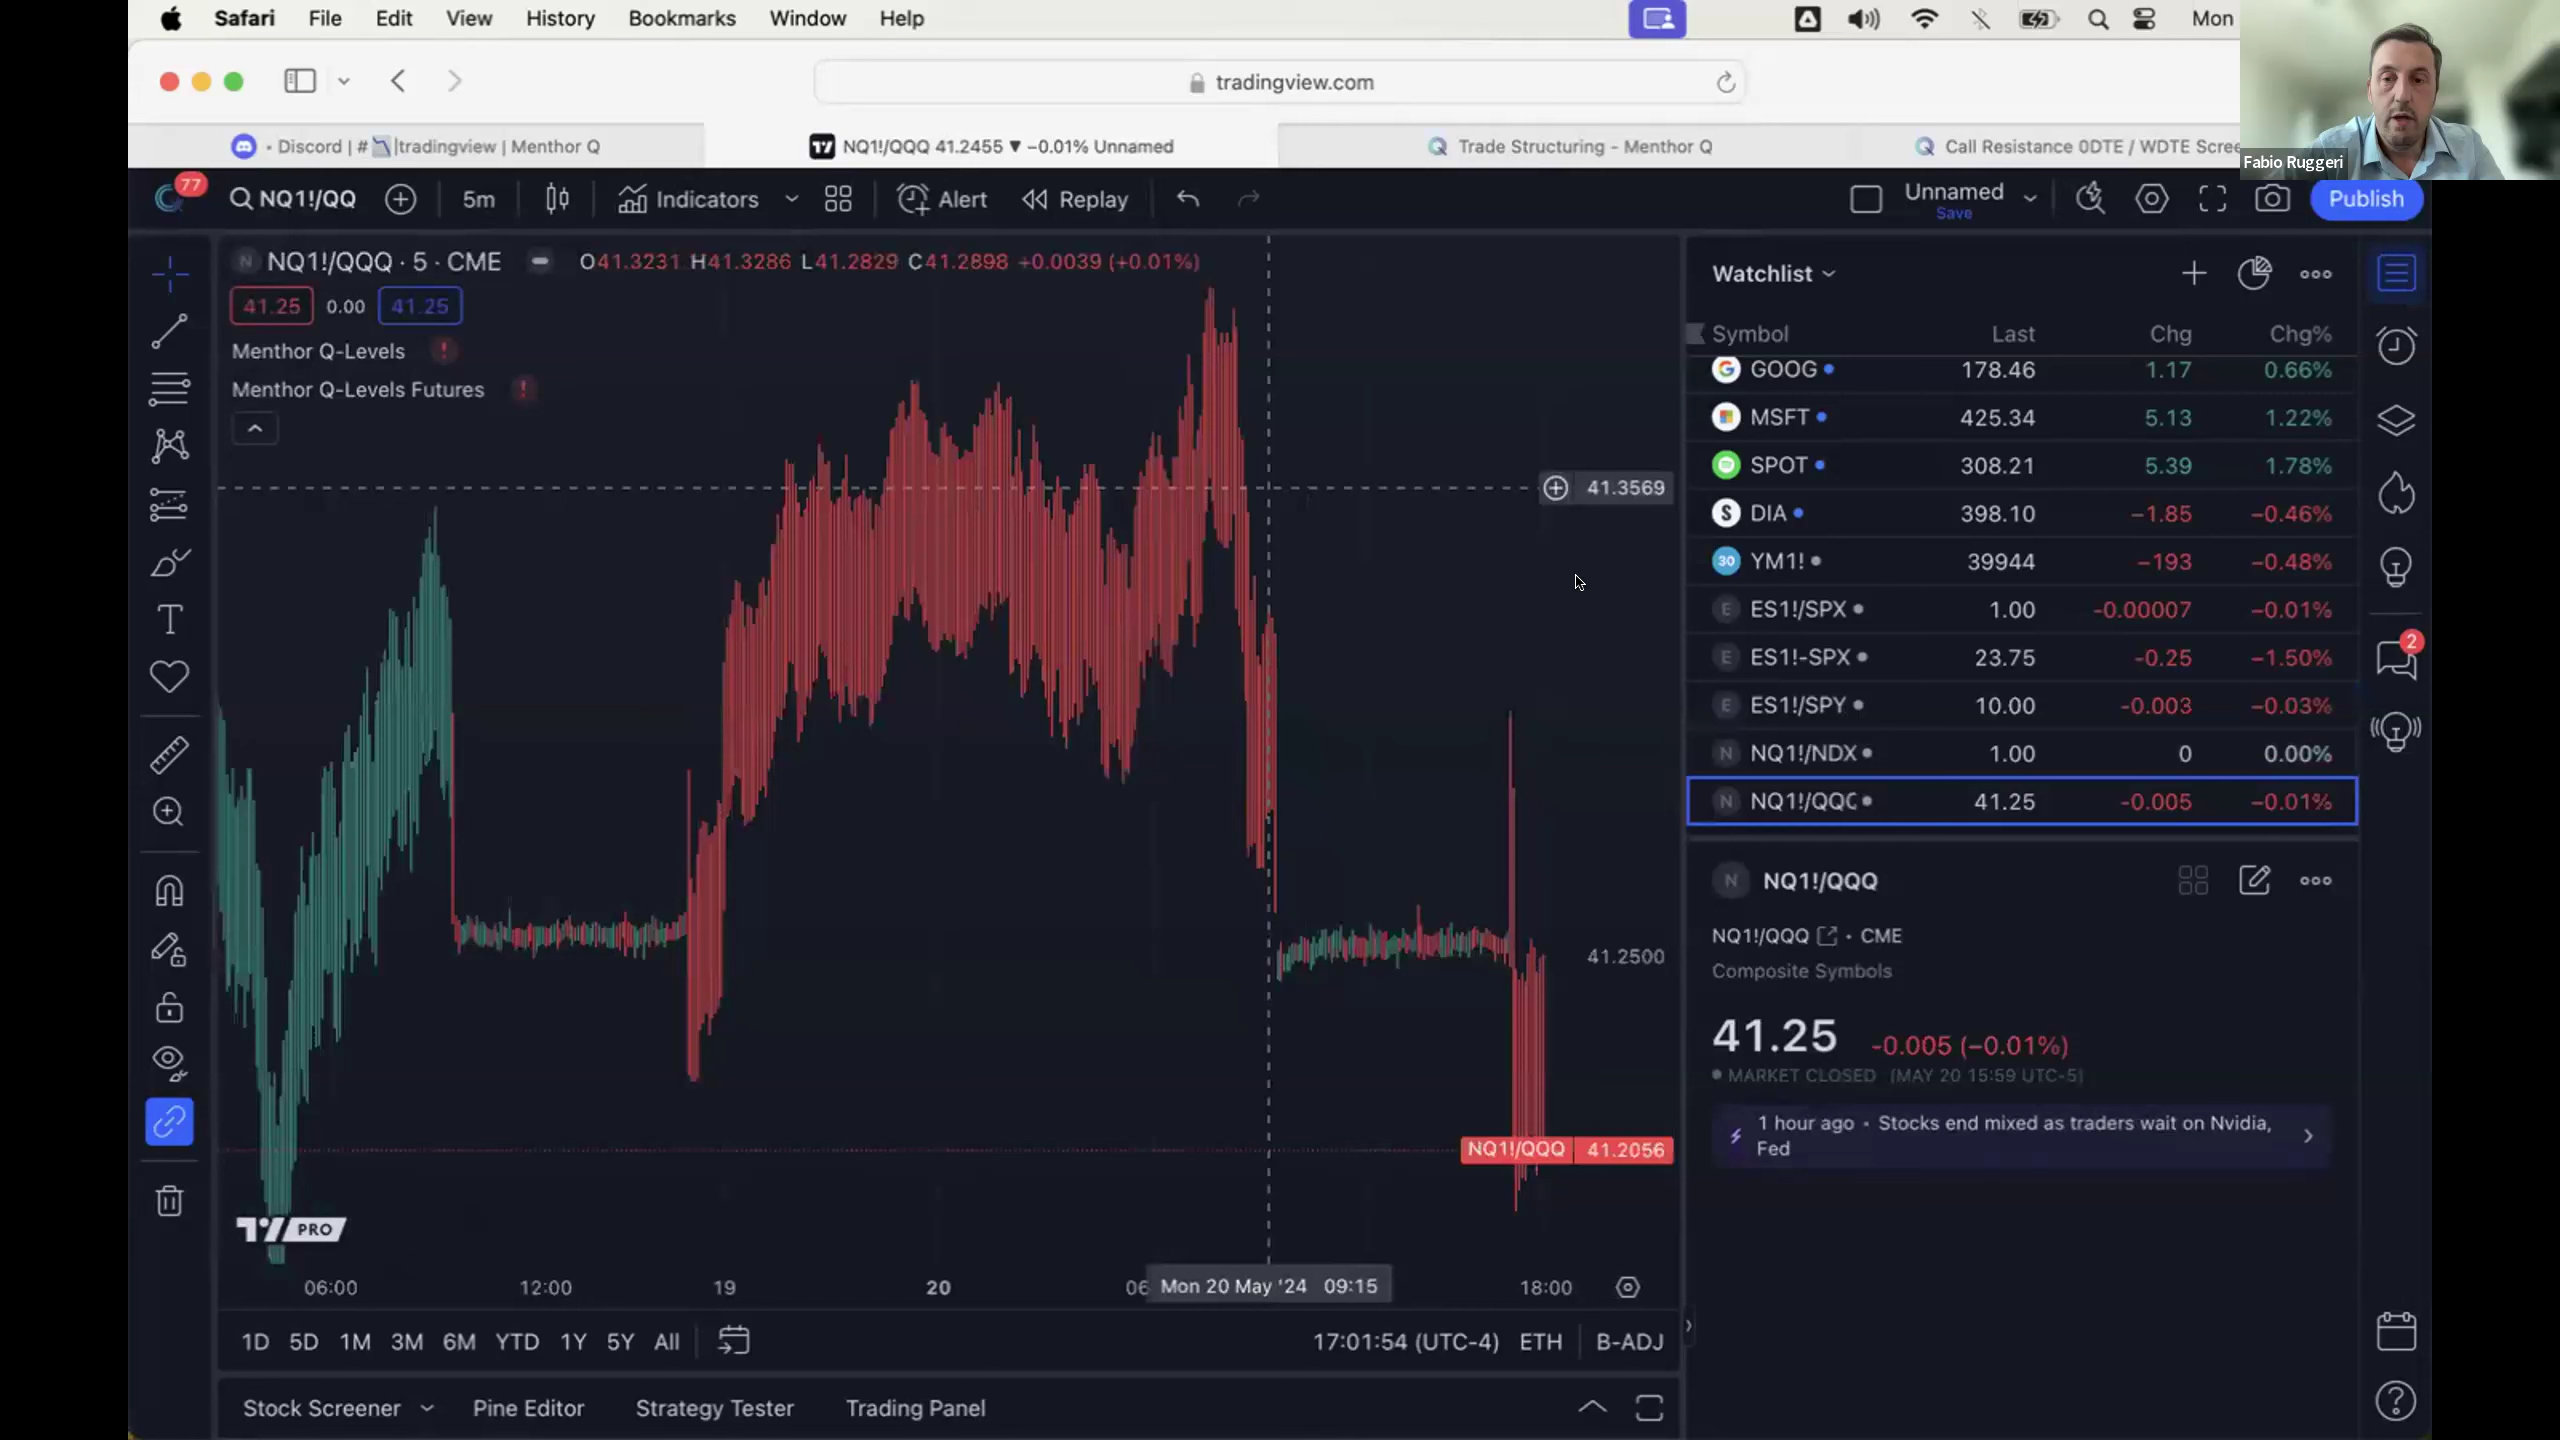 Safari File Edit View History Bookmarks Window Help Mon
tradingview.com
Fabio Ruggeri
• Discord | # |tradingview | Menthor Q
NQ1!/QQQ 41.2455 ▼ −0.01% Unnamed
Trade Structuring - Menthor Q
Call Resistance 0DTE / WDTE Scree
77 NQ1!/QQ 5m Indicators Alert Replay Unnamed Publish
Save
NQ1!/QQQ · 5 · CME O41.3231 H41.3286 L41.2829 C41.2898 +0.0039 (+0.01%)
41.25 0.00 41.25
Menthor Q-Levels !
Menthor Q-Levels Futures !
41.3569
41.2500
NQ1!/QQQ 41.2056
PRO
06:00 12:00 19 20 06 Mon 20 May '24 09:15 18:00
1D 5D 1M 3M 6M YTD 1Y 5Y All 17:01:54 (UTC-4) ETH B-ADJ
Stock Screener Pine Editor Strategy Tester Trading Panel
Watchlist
Symbol Last Chg Chg%
GOOG 178.46 1.17 0.66%
MSFT 425.34 5.13 1.22%
SPOT 308.21 5.39 1.78%
S DIA 398.10 −1.85 −0.46%
30 YM1! 39944 −193 −0.48%
E ES1!/SPX 1.00 -0.00007 −0.01%
E ES1!-SPX 23.75 -0.25 −1.50%
E ES1!/SPY 10.00 -0.003 −0.03%
N NQ1!/NDX 1.00 0 0.00%
N NQ1!/QQC 41.25 -0.005 −0.01%
N NQ1!/QQQ
NQ1!/QQQ • CME
Composite Symbols
41.25 -0.005 (−0.01%)
MARKET CLOSED (MAY 20 15:59 UTC-5)
1 hour ago • Stocks end mixed as traders wait on Nvidia,
Fed
2